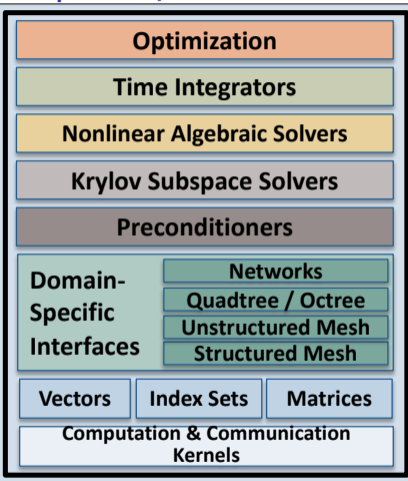 Optimization
Time Integrators
Nonlinear Algebraic Solvers
Krylov Subspace Solvers
Preconditioners
Domain-
Specific
Interfaces
Networks
Quadtree / Octree
Unstructured Mesh
Structured Mesh
Vectors
Index Sets
Matrices
Computation & Communication
Kernels